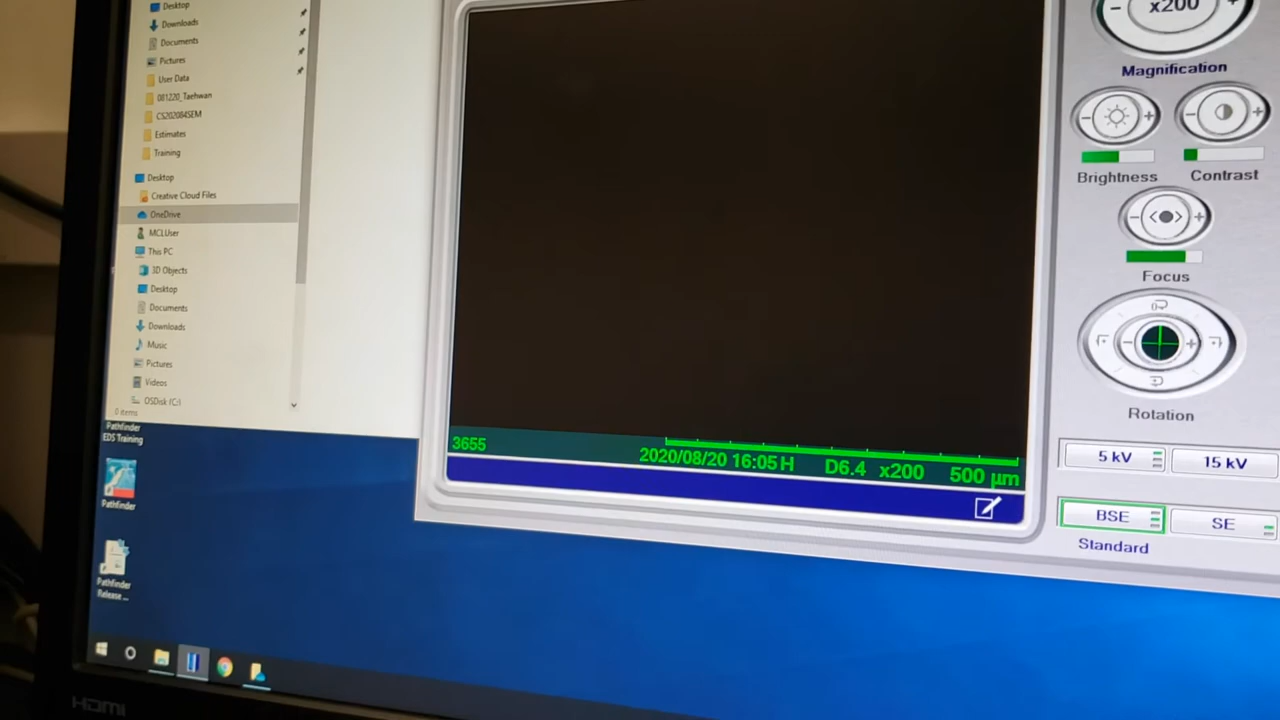 Desktop
Downloads
Documents
Pictures
User Data
081220_Taehwan
CS202084SEM
Estimates
Training
Desktop
Creative Cloud Files
OneDrive
MCLUser
This PC
3D Objects
Desktop
Documents
Downloads
Music
Pictures
Videos
OSDisk (C:)
0 items
Pathfinder
EDS Training
Pathfinder
Pathfinder
Release ...
3655
2020/08/20 16:05 H D6.4 x200 500 μm
x200
Magnification
Brightness
Contrast
Focus
Rotation
5 kV
15 kV
BSE
SE
Standard
HDMI